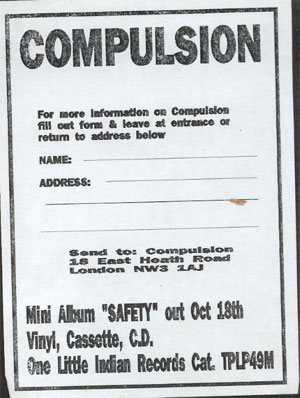 COMPULSION
For more information on Compulsion
fill out form & leave at entrance or
return to address below
NAME:
ADDRESS:
Send to: Compulsion
18 East Heath Road
London NW3 1AJ
Mini Album "SAFETY" out Oct 18th
Vinyl, Cassette, C.D.
One Little Indian Records Cat. TPLP49M